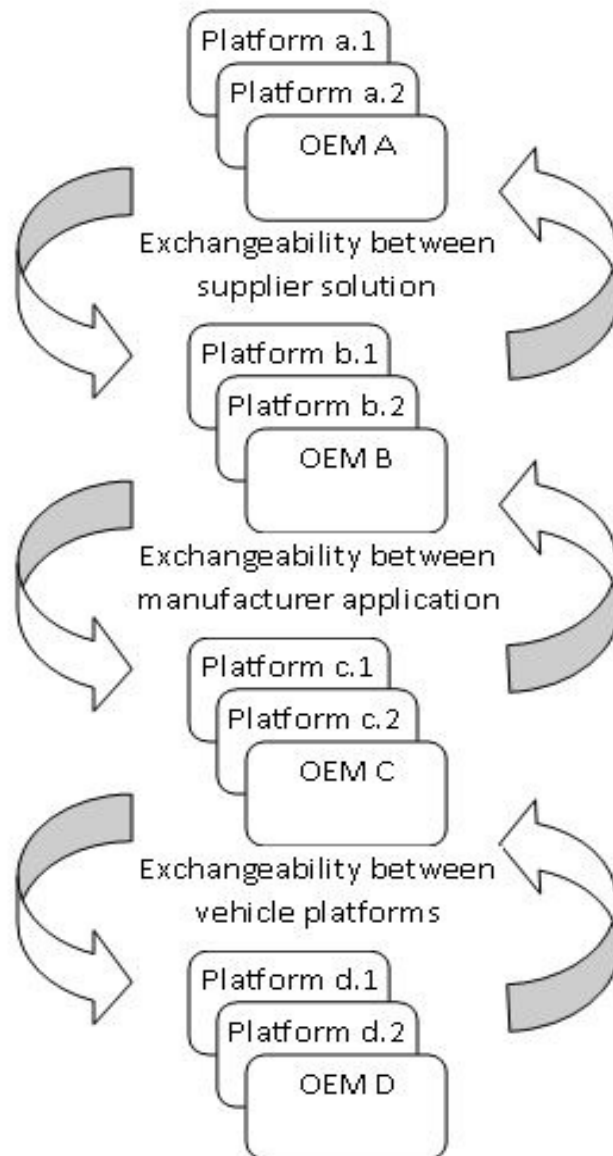 Platform a.1
Platform a.2
OEM A
Exchangeability between
supplier solution
Platform b.1
Platform b.2
OEM B
Exchangeability between
manufacturer application
Platform c.1
Platform c.2
OEM C
Exchangeability between
vehicle platforms
Platform d.1
Platform d.2
OEM D